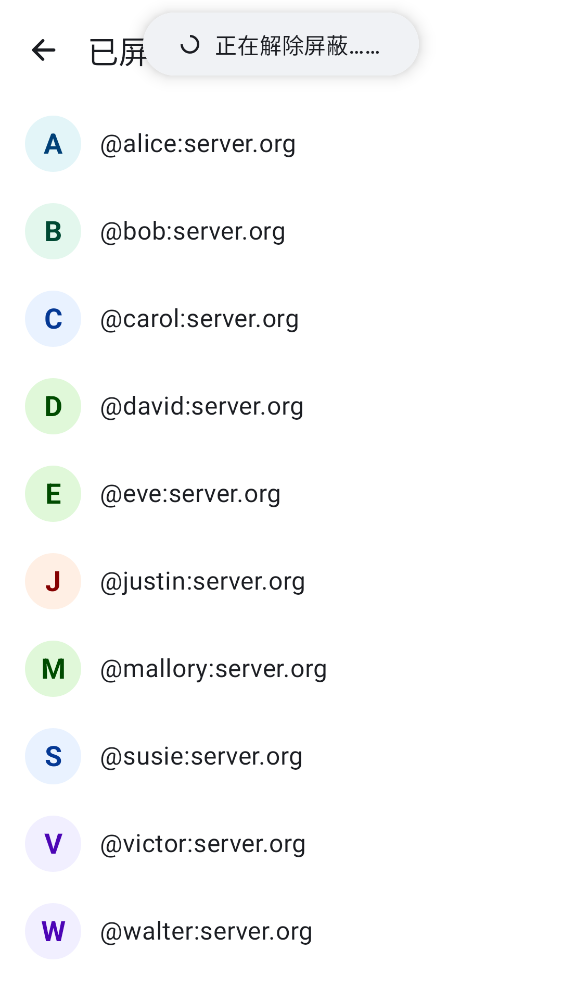 已屏
正在解除屏蔽……
A @alice:server.org
B @bob:server.org
C @carol:server.org
D @david:server.org
E @eve:server.org
J @justin:server.org
M @mallory:server.org
S @susie:server.org
V @victor:server.org
W @walter:server.org